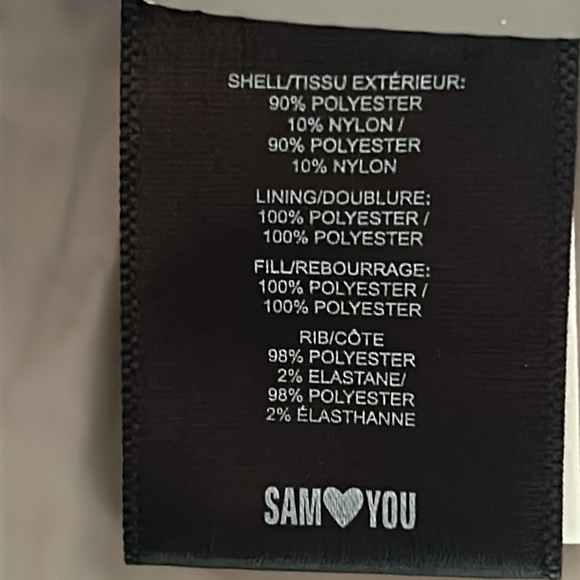 SHELL/TISSU EXTÉRIEUR:
90% POLYESTER
10% NYLON /
90% POLYESTER
10% NYLON
LINING/DOUBLURE:
100% POLYESTER /
100% POLYESTER
FILL/REBOURRAGE:
100% POLYESTER /
100% POLYESTER
RIB/CÔTE
98% POLYESTER
2% ELASTANE/
98% POLYESTER
2% ÉLASTHANNE
SAM♥YOU